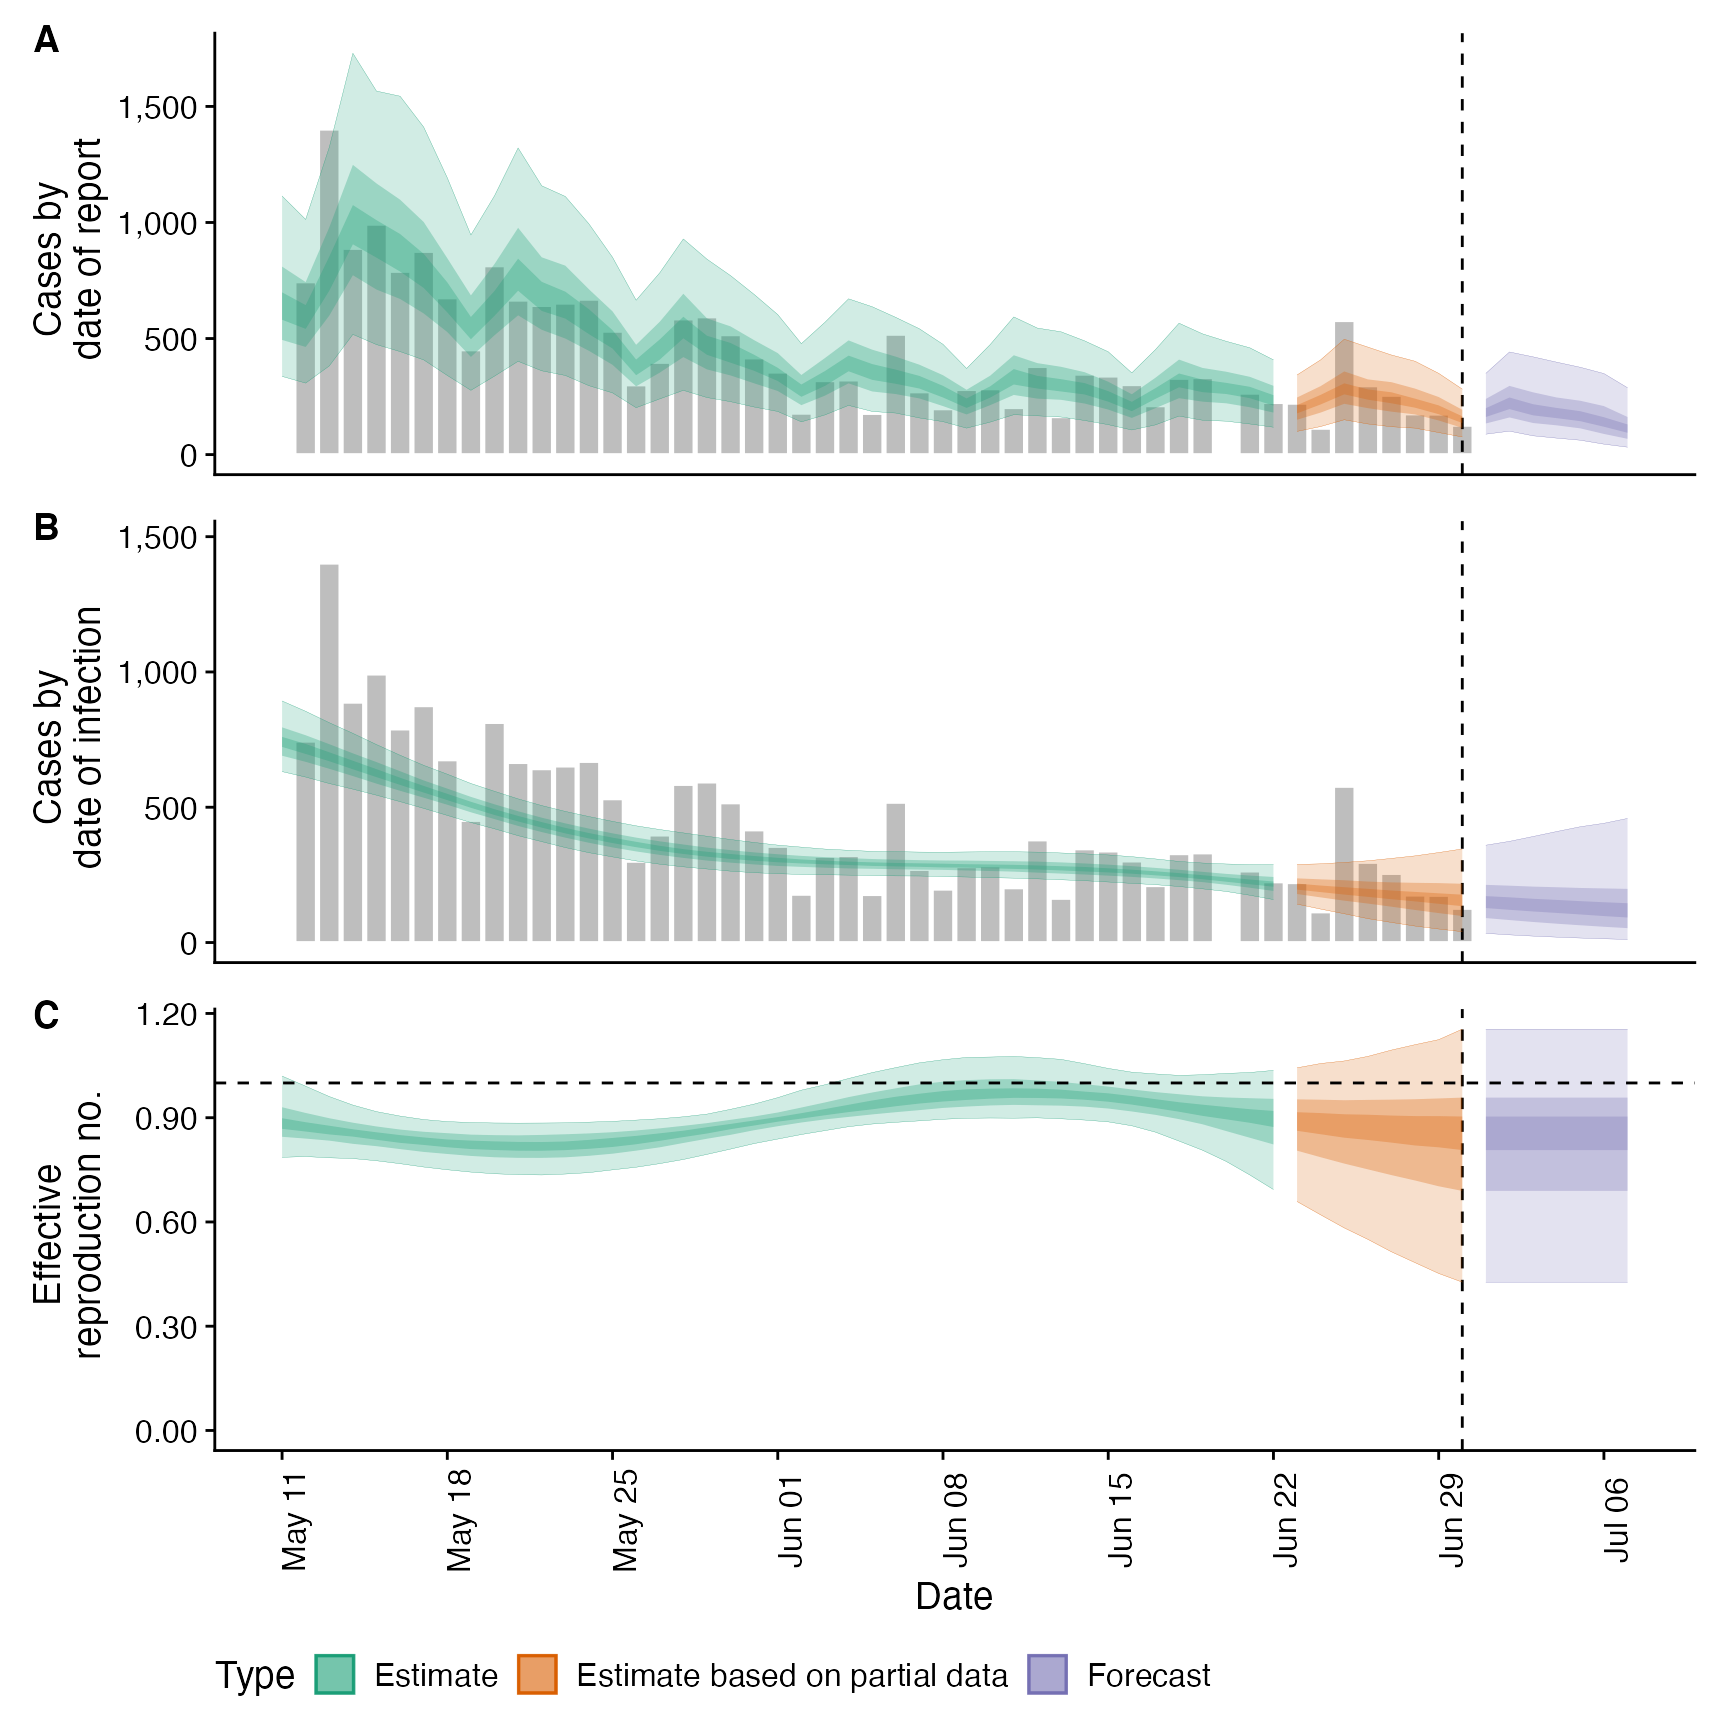 A
Cases by
date of report
1,500
1,000
500
0
B
Cases by
date of infection
1,500
1,000
500
0
C
Effective
reproduction no.
1.20
0.90
0.60
0.30
0.00
May 11
May 18
May 25
Jun 01
Jun 08
Jun 15
Jun 22
Jun 29
Jul 06
Date
Type Estimate Estimate based on partial data Forecast